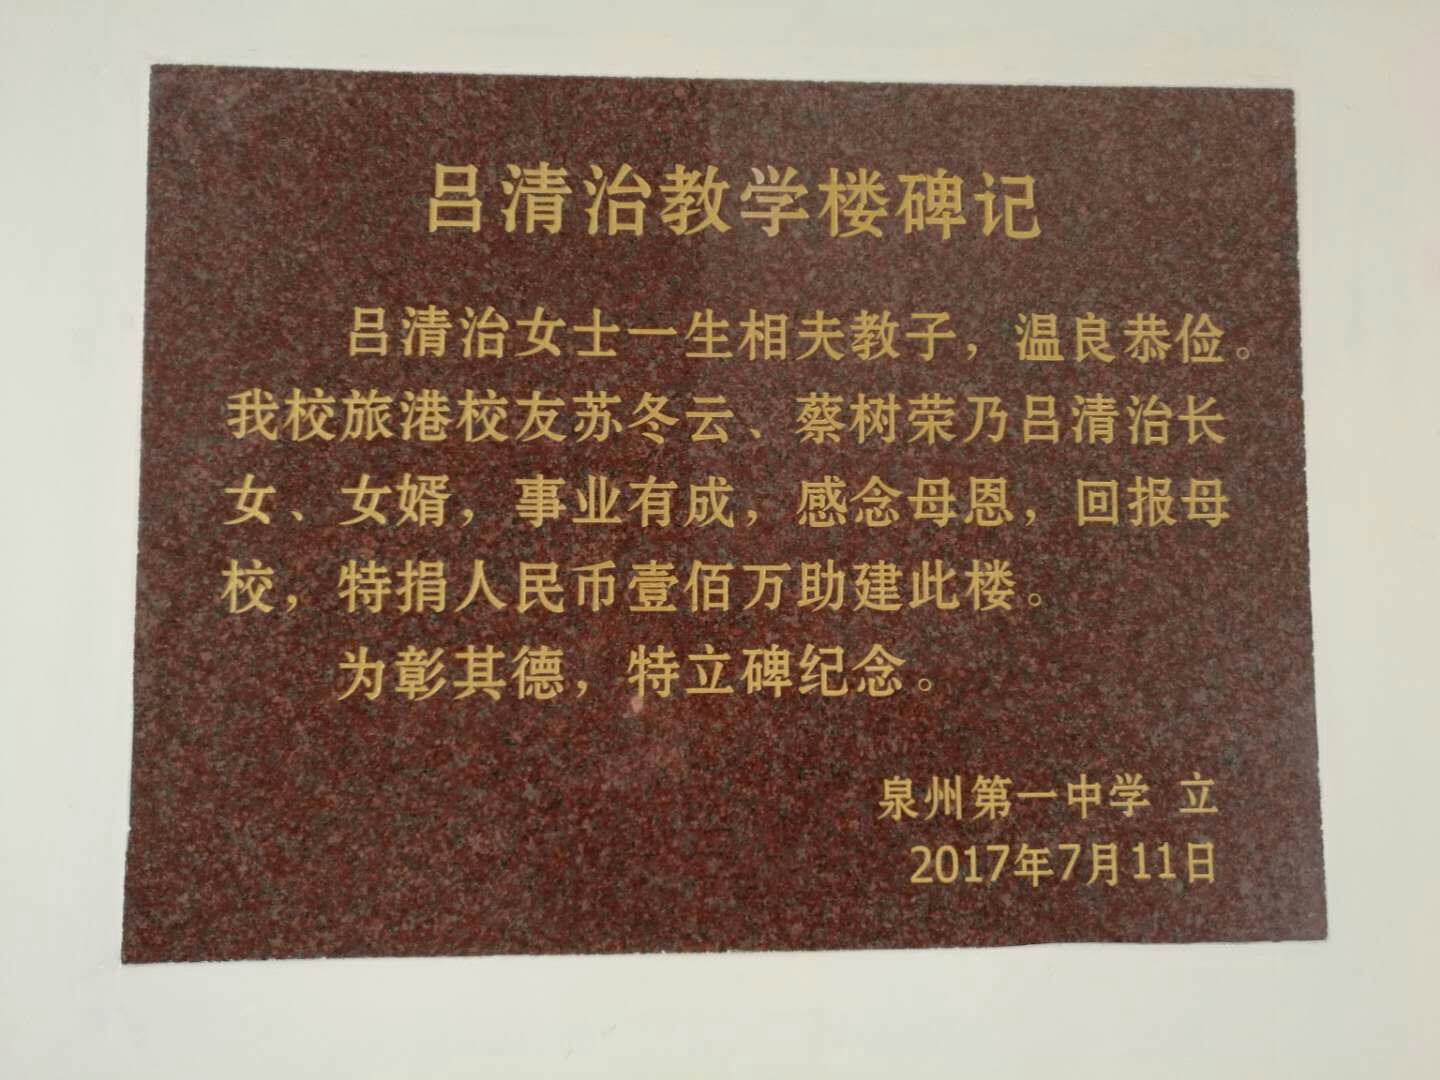 吕清治教学楼碑记
吕清治女士一生相夫教子，温良恭俭。
我校旅港校友苏冬云、蔡树荣乃吕清治长
女、女婿，事业有成，感念母恩，回报母
校，特捐人民币壹佰万助建此楼。
为彰其德，特立碑纪念。
泉州第一中学 立
2017年7月11日